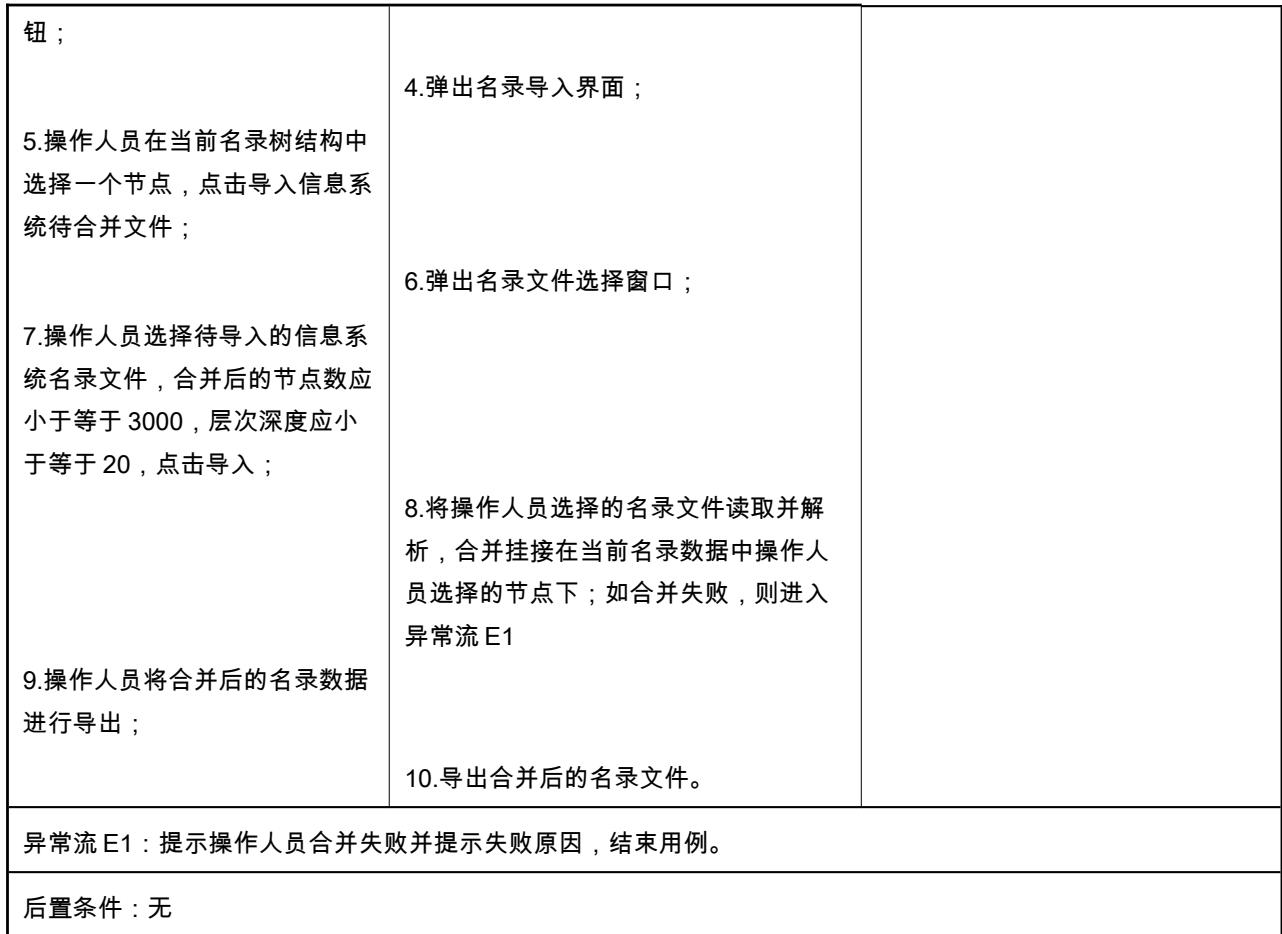 钮；
4.弹出名录导入界面；
5.操作人员在当前名录树结构中
选择一个节点，点击导入信息系
统待合并文件；
6.弹出名录文件选择窗口；
7.操作人员选择待导入的信息系
统名录文件，合并后的节点数应
小于等于 3000，层次深度应小
于等于 20，点击导入；
8.将操作人员选择的名录文件读取并解
析，合并挂接在当前名录数据中操作人
员选择的节点下；如合并失败，则进入
异常流 E1
9.操作人员将合并后的名录数据
进行导出；
10.导出合并后的名录文件。
异常流 E1：提示操作人员合并失败并提示失败原因，结束用例。
后置条件：无